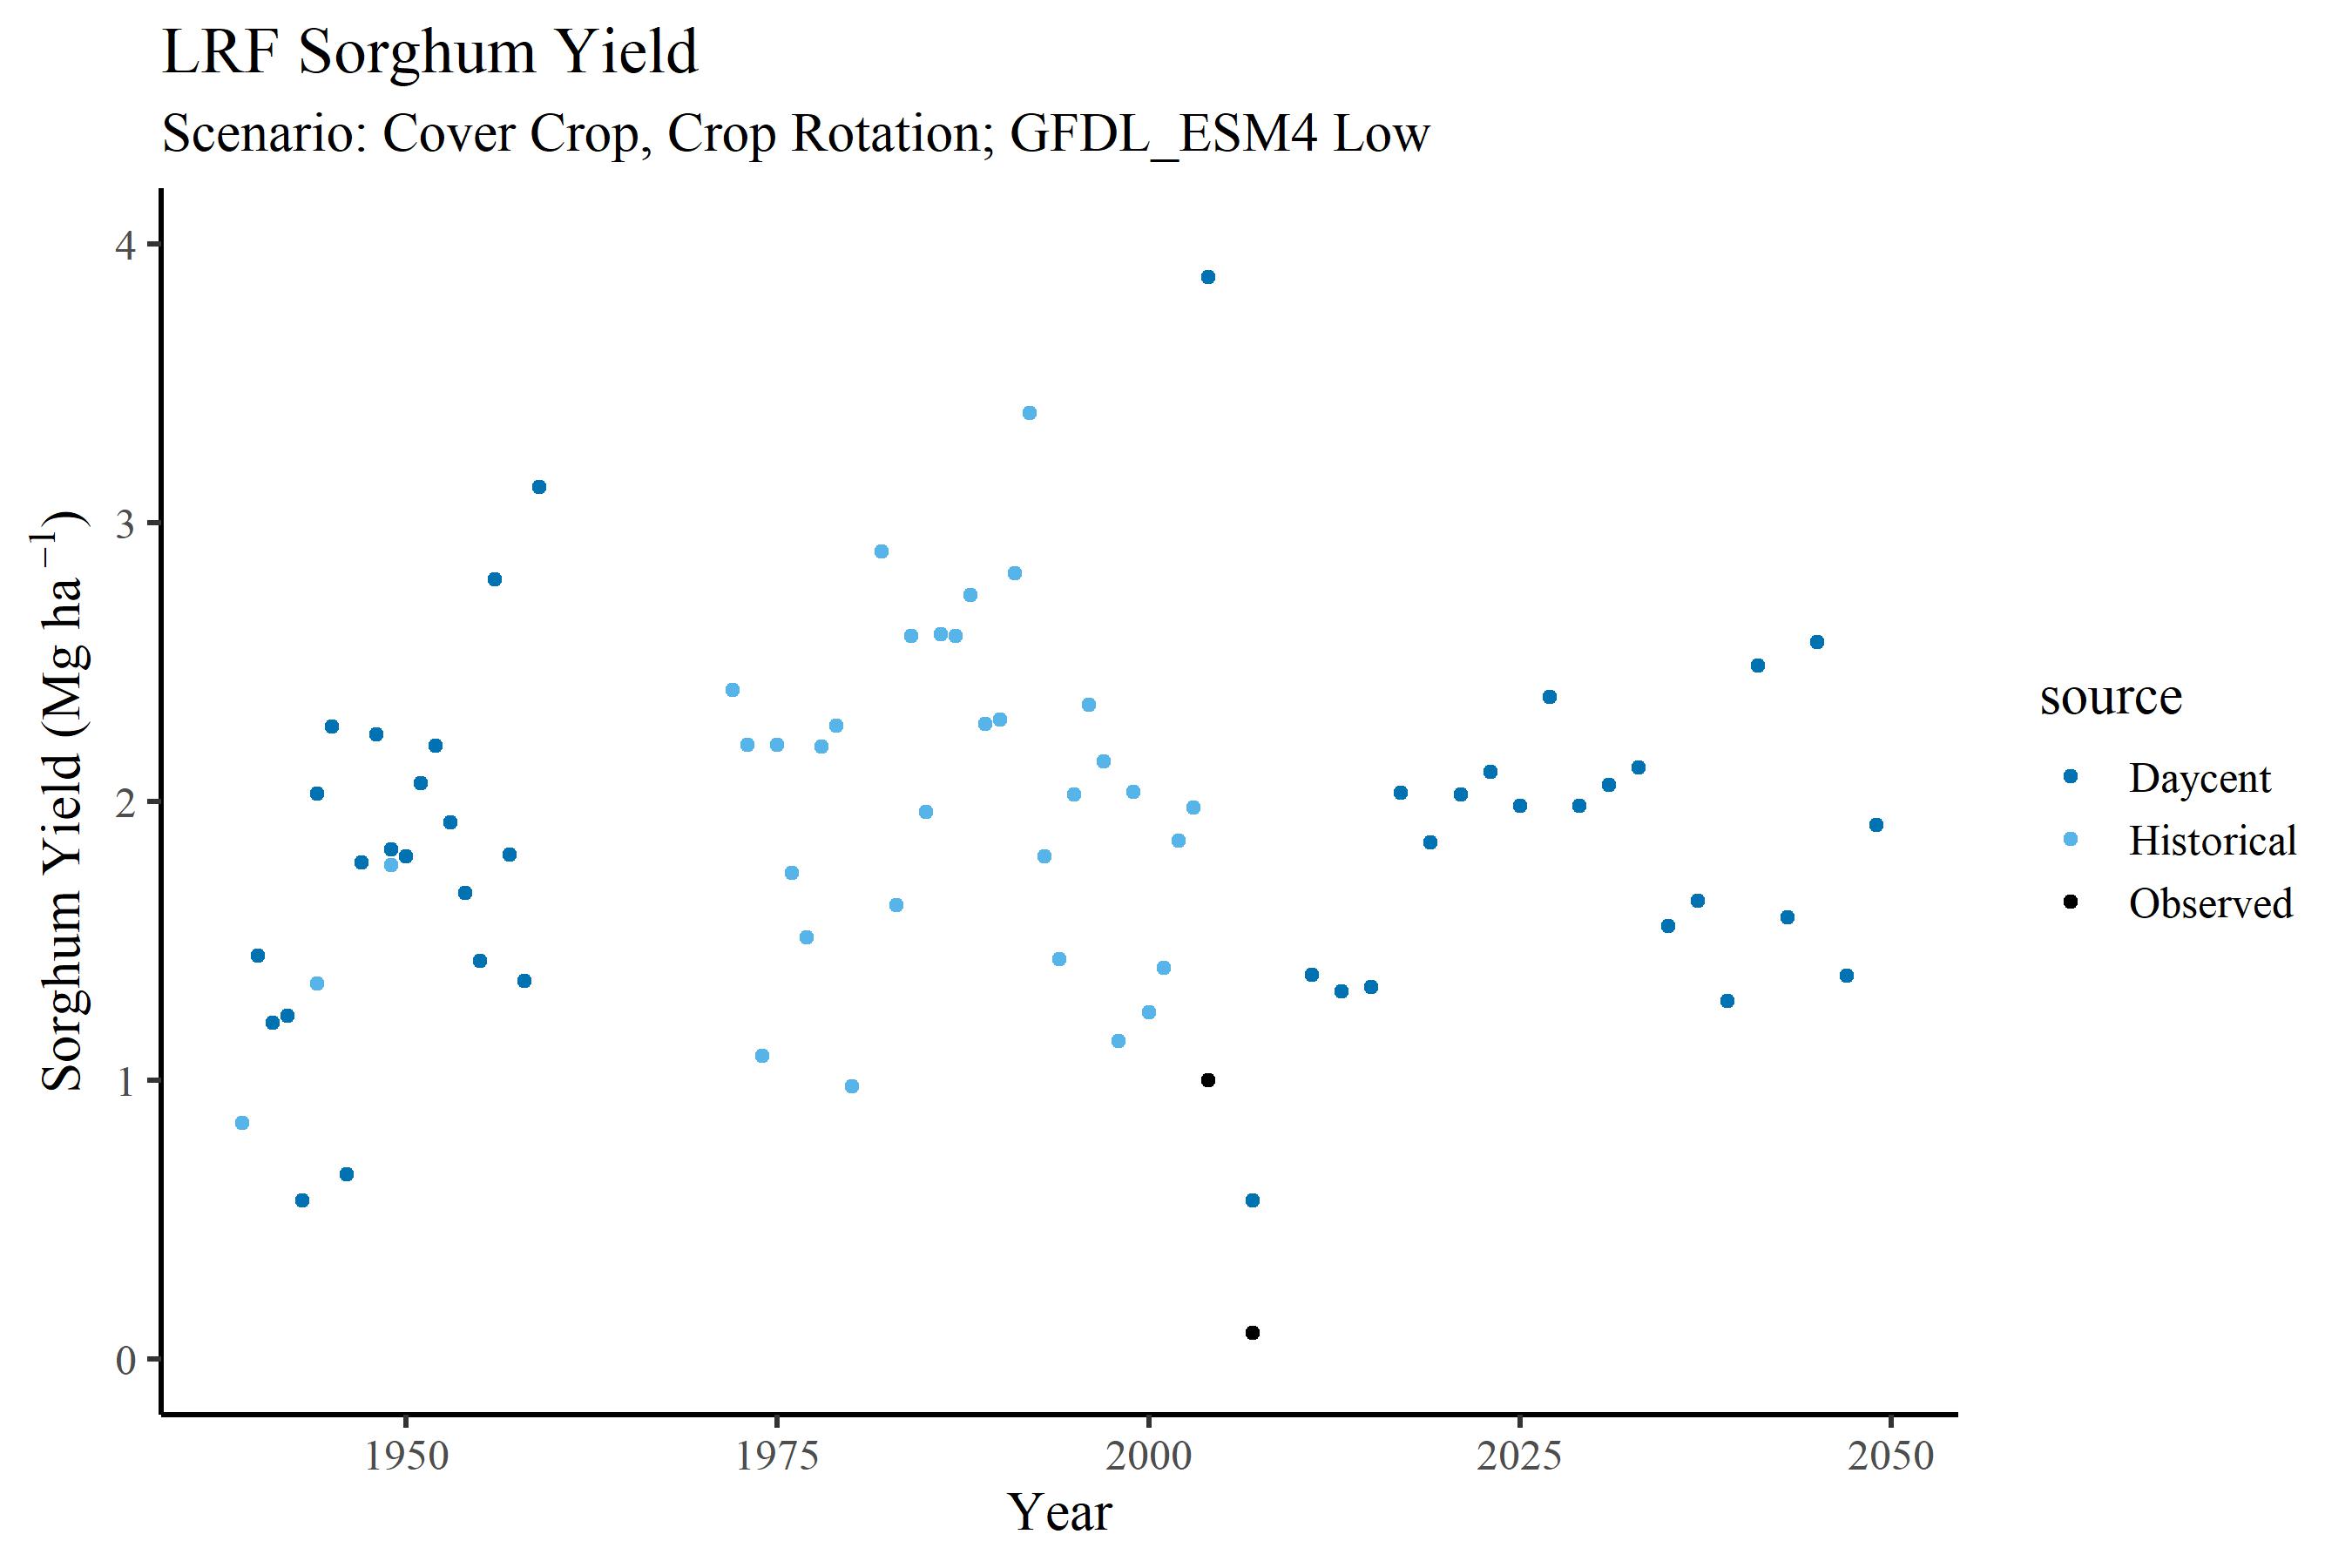 LRF Sorghum Yield
Scenario: Cover Crop, Crop Rotation; GFDL_ESM4 Low
Sorghum Yield (Mg ha⁻¹)
4
3
2
1
0
1950 1975 2000 2025 2050
Year
source
Daycent
Historical
Observed